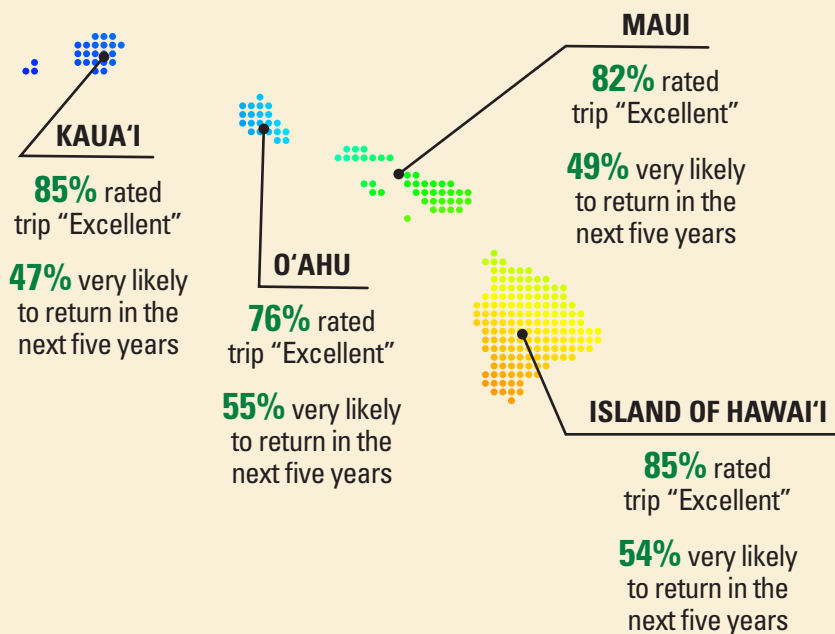 MAUI
82% rated
trip “Excellent”
49% very likely
to return in the
next five years
KAUA‘I
85% rated
trip “Excellent”
47% very likely
to return in the
next five years
O‘AHU
76% rated
trip “Excellent”
55% very likely
to return in the
next five years
ISLAND OF HAWAI‘I
85% rated
trip “Excellent”
54% very likely
to return in the
next five years